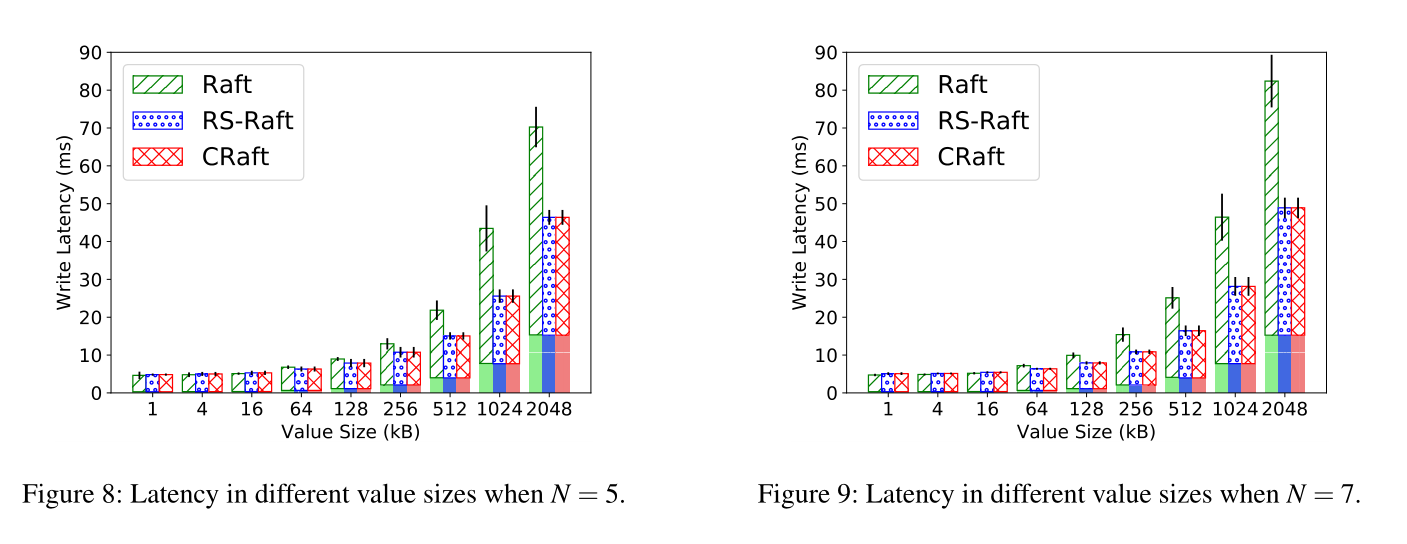 90
80
70
60
50
40
30
20
10
0
Write Latency (ms)
Raft
RS-Raft
CRaft
1 4 16 64 128 256 512 1024 2048
Value Size (kB)
Figure 8: Latency in different value sizes when N = 5.
90
80
70
60
50
40
30
20
10
0
Write Latency (ms)
Raft
RS-Raft
CRaft
1 4 16 64 128 256 512 1024 2048
Value Size (kB)
Figure 9: Latency in different value sizes when N = 7.